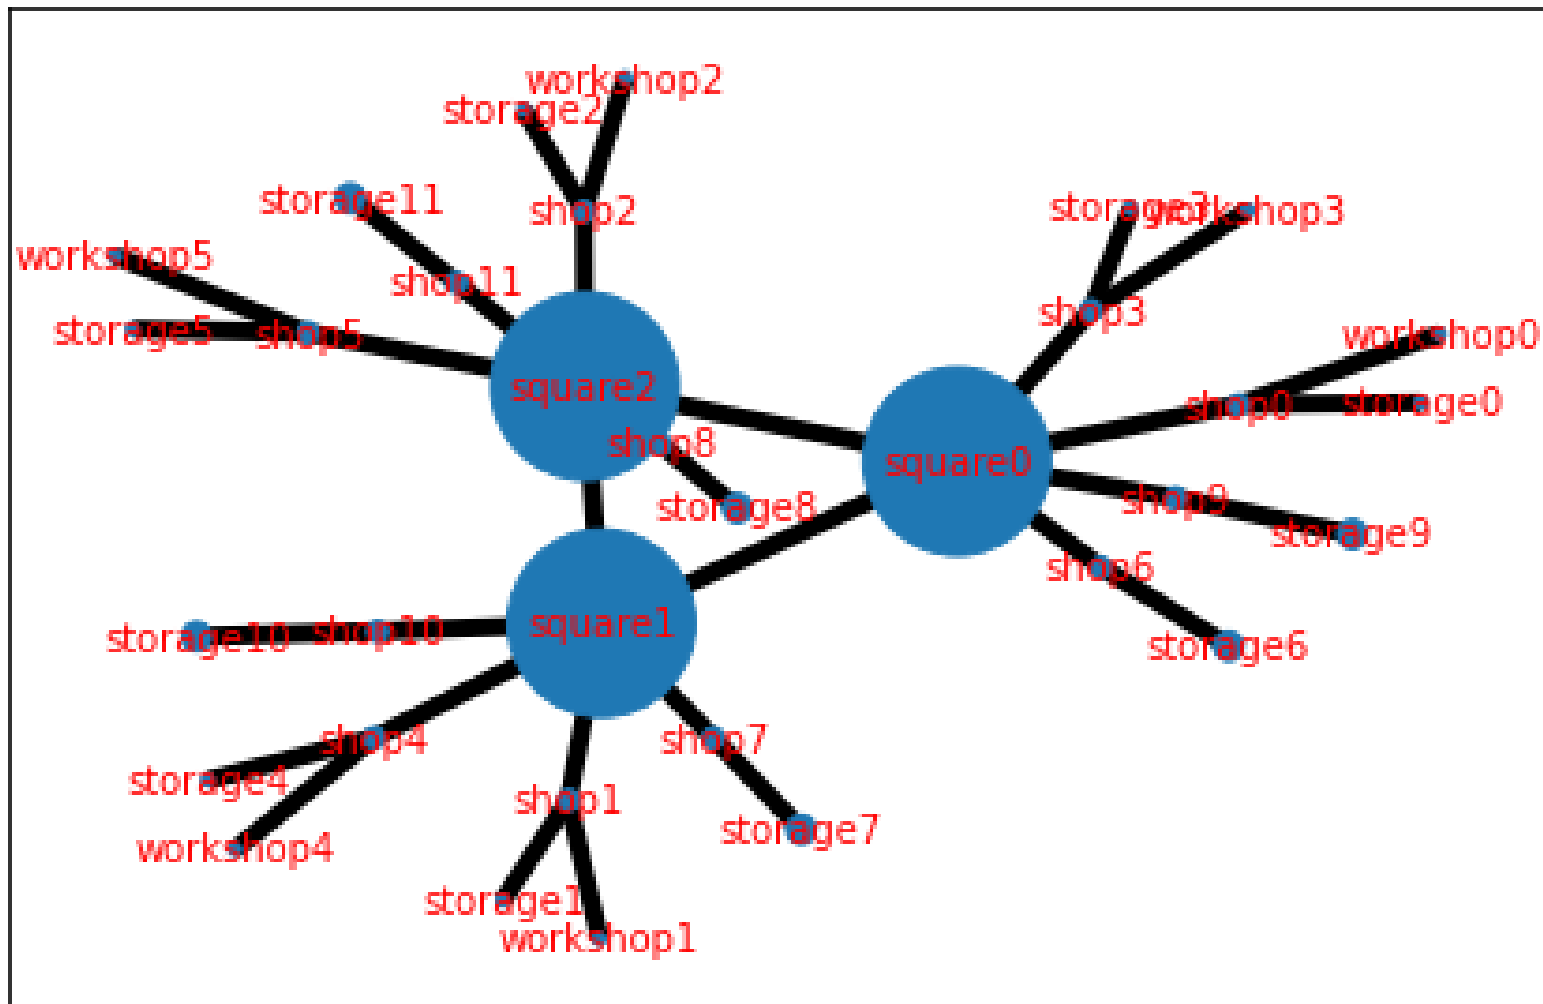 workshop2
storage2
storage11
shop2
storage3
workshop3
workshop5
shop11
shop3
storage5
shop5
workshop0
square2
shop0
storage0
shop8
square0
storage8
shop9
storage9
shop6
square1
storage10
shop10
storage6
shop4
shop7
storage4
shop1
storage7
workshop4
storage1
workshop1